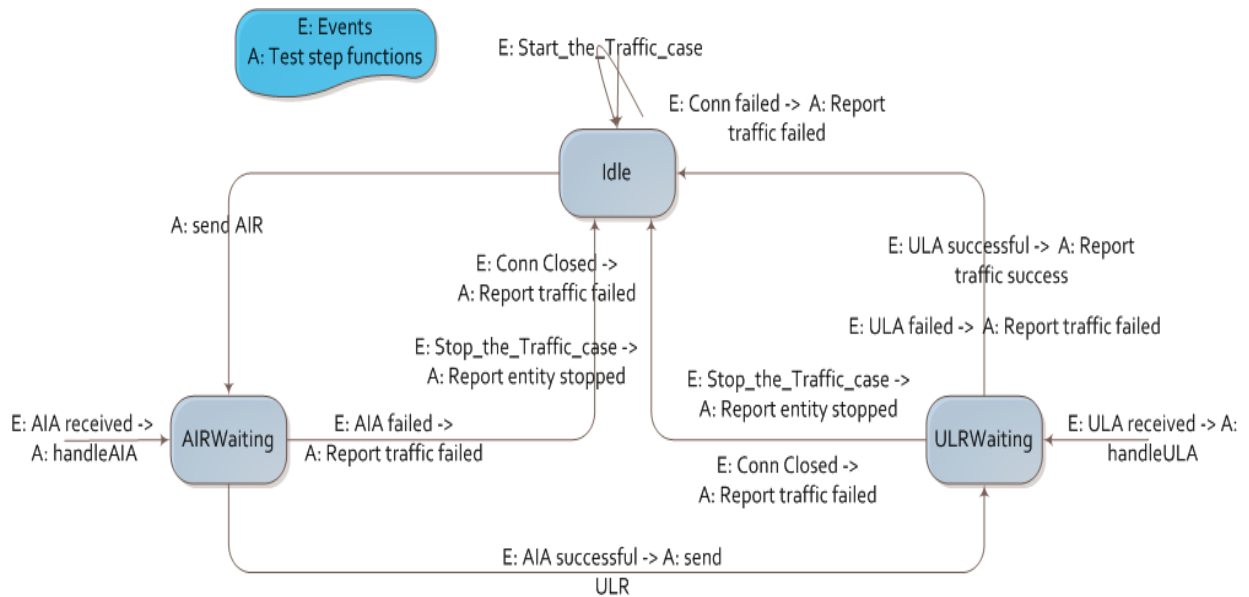 E: Events
A: Test step functions
E: Start_the_Traffic_case
E: Conn failed -> A: Report
traffic failed
Idle
A: send AIR
E: Conn Closed ->
A: Report traffic failed
E: ULA successful -> A: Report
traffic success
E: ULA failed -> A: Report traffic failed
E: Stop_the_Traffic_case ->
A: Report entity stopped
E: Stop_the_Traffic_case ->
A: Report entity stopped
E: AIA received ->
A: handleAIA
AIRWaiting
E: AIA failed ->
A: Report traffic failed
ULRWaiting
E: ULA received -> A:
handleULA
E: Conn Closed ->
A: Report traffic failed
E: AIA successful -> A: send
ULR